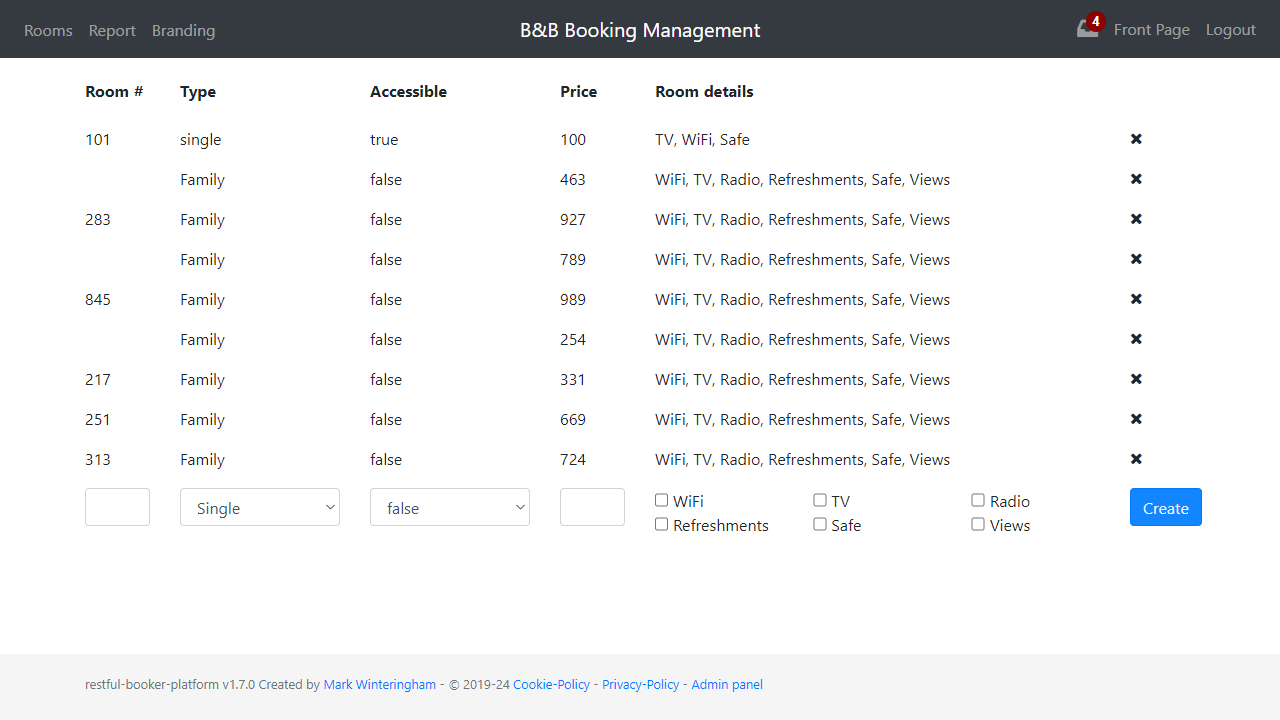 Rooms Report Branding B&B Booking Management 4 Front Page Logout
Room # Type Accessible Price Room details
101 single true 100 TV, WiFi, Safe
Family false 463 WiFi, TV, Radio, Refreshments, Safe, Views
283 Family false 927 WiFi, TV, Radio, Refreshments, Safe, Views
Family false 789 WiFi, TV, Radio, Refreshments, Safe, Views
845 Family false 989 WiFi, TV, Radio, Refreshments, Safe, Views
Family false 254 WiFi, TV, Radio, Refreshments, Safe, Views
217 Family false 331 WiFi, TV, Radio, Refreshments, Safe, Views
251 Family false 669 WiFi, TV, Radio, Refreshments, Safe, Views
313 Family false 724 WiFi, TV, Radio, Refreshments, Safe, Views
Single false WiFi TV Radio Create
Refreshments Safe Views
restful-booker-platform v1.7.0 Created by Mark Winteringham - © 2019-24 Cookie-Policy - Privacy-Policy - Admin panel